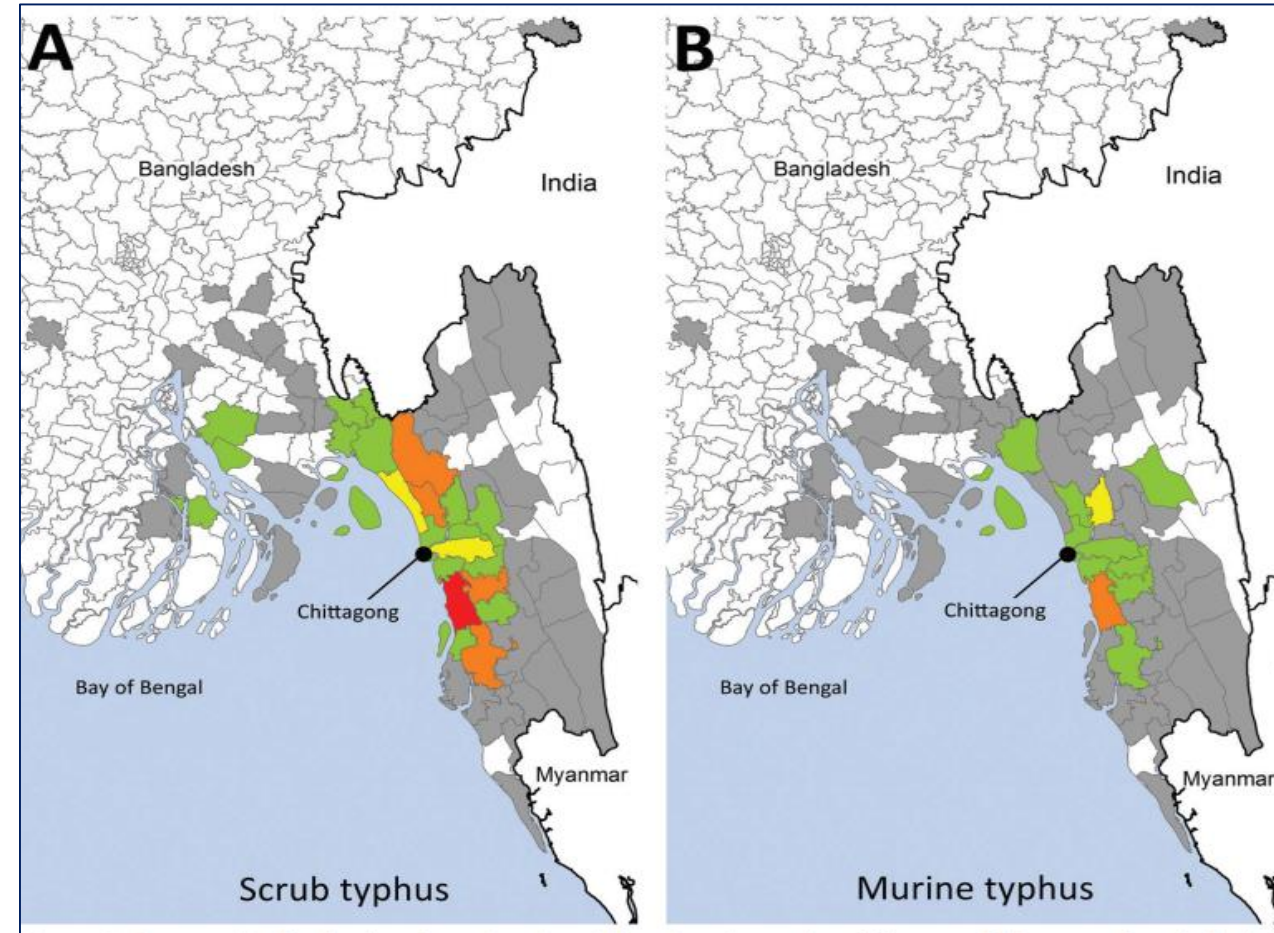 A
Bangladesh
India
Chittagong
Bay of Bengal
Myanmar
Scrub typhus
B
Bangladesh
India
Chittagong
Bay of Bengal
Myanmar
Murine typhus